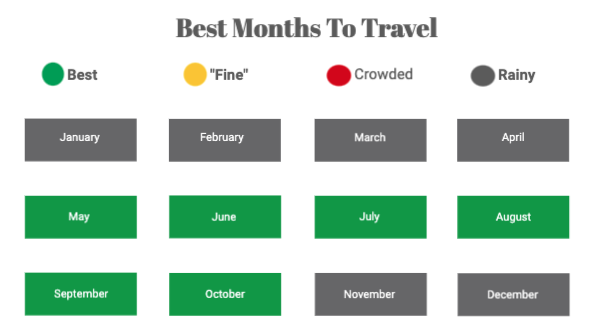 Best Months To Travel
Best "Fine" Crowded Rainy
January February March April
May June July August
September October November December